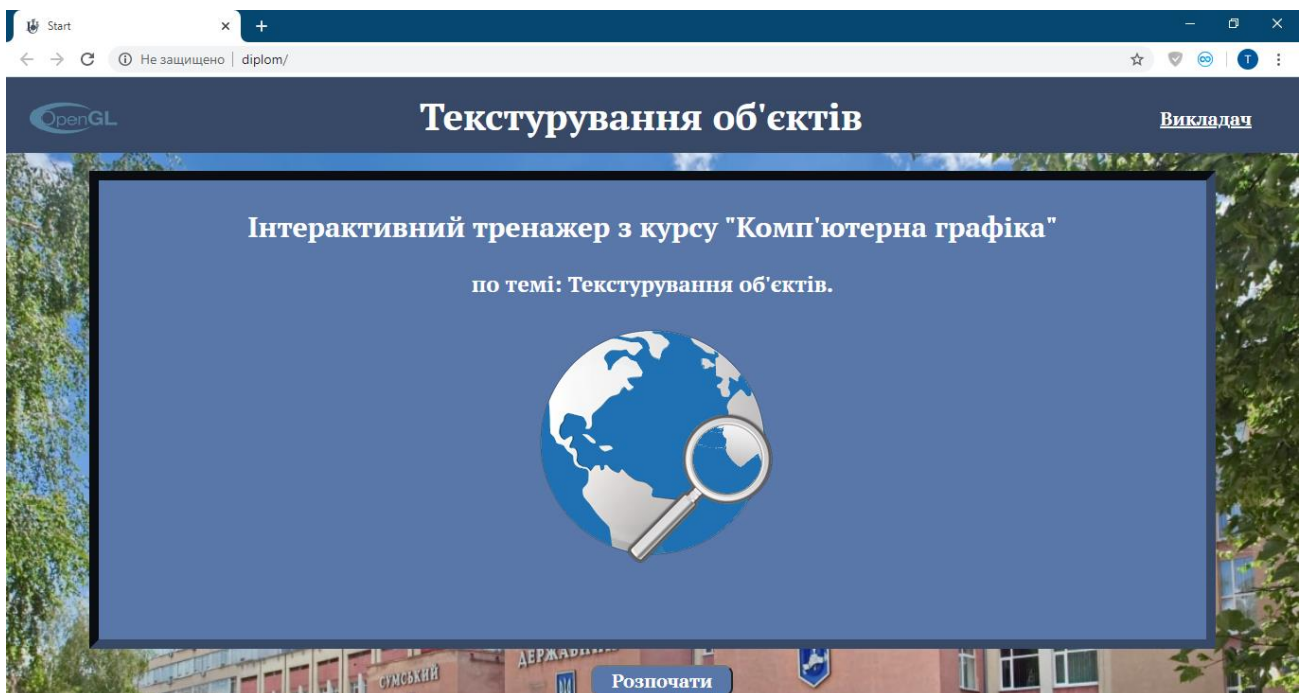 Start
Не защищено diplom/
T
OpenGL
Текстурування об'єктів
Викладач
Інтерактивний тренажер з курсу "Комп'ютерна графіка"
по темі: Текстурування об'єктів.
СУМСЬКИЙ
Розпочати